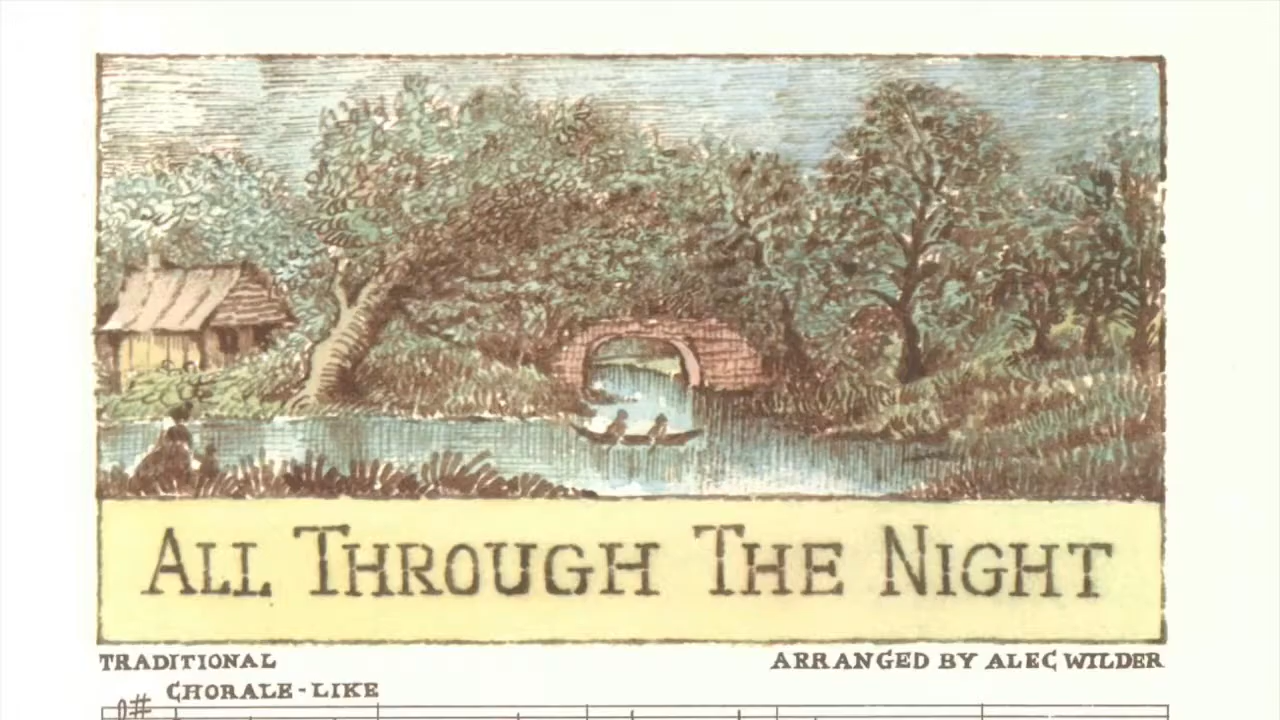 ALL THROUGH THE NIGHT
TRADITIONAL
ARRANGED BY ALEC WILDER
CHORALE-LIKE